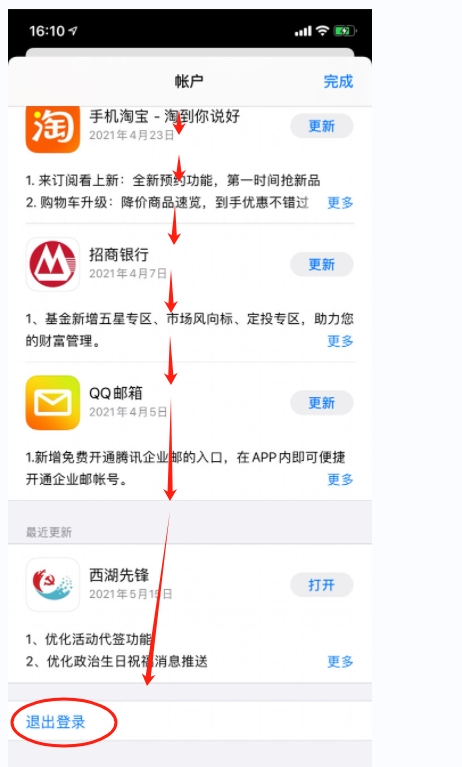 16:10
帐户
完成
淘
手机淘宝 - 淘到你说好
2021年4月23日
更新
1. 来订阅看上新：全新预约功能，第一时间抢新品
2. 购物车升级：降价商品速览，到手优惠不错过 更多
招商银行
2021年4月7日
更新
1、基金新增五星专区、市场风向标、定投专区，助力您
的财富管理。 更多
QQ邮箱
2021年4月5日
更新
1.新增免费开通腾讯企业邮的入口，在APP内即可便捷
开通企业邮帐号。 更多
最近更新
西湖先锋
2021年5月15日
打开
1、优化活动代签功能
2、优化政治生日祝福消息推送 更多
退出登录